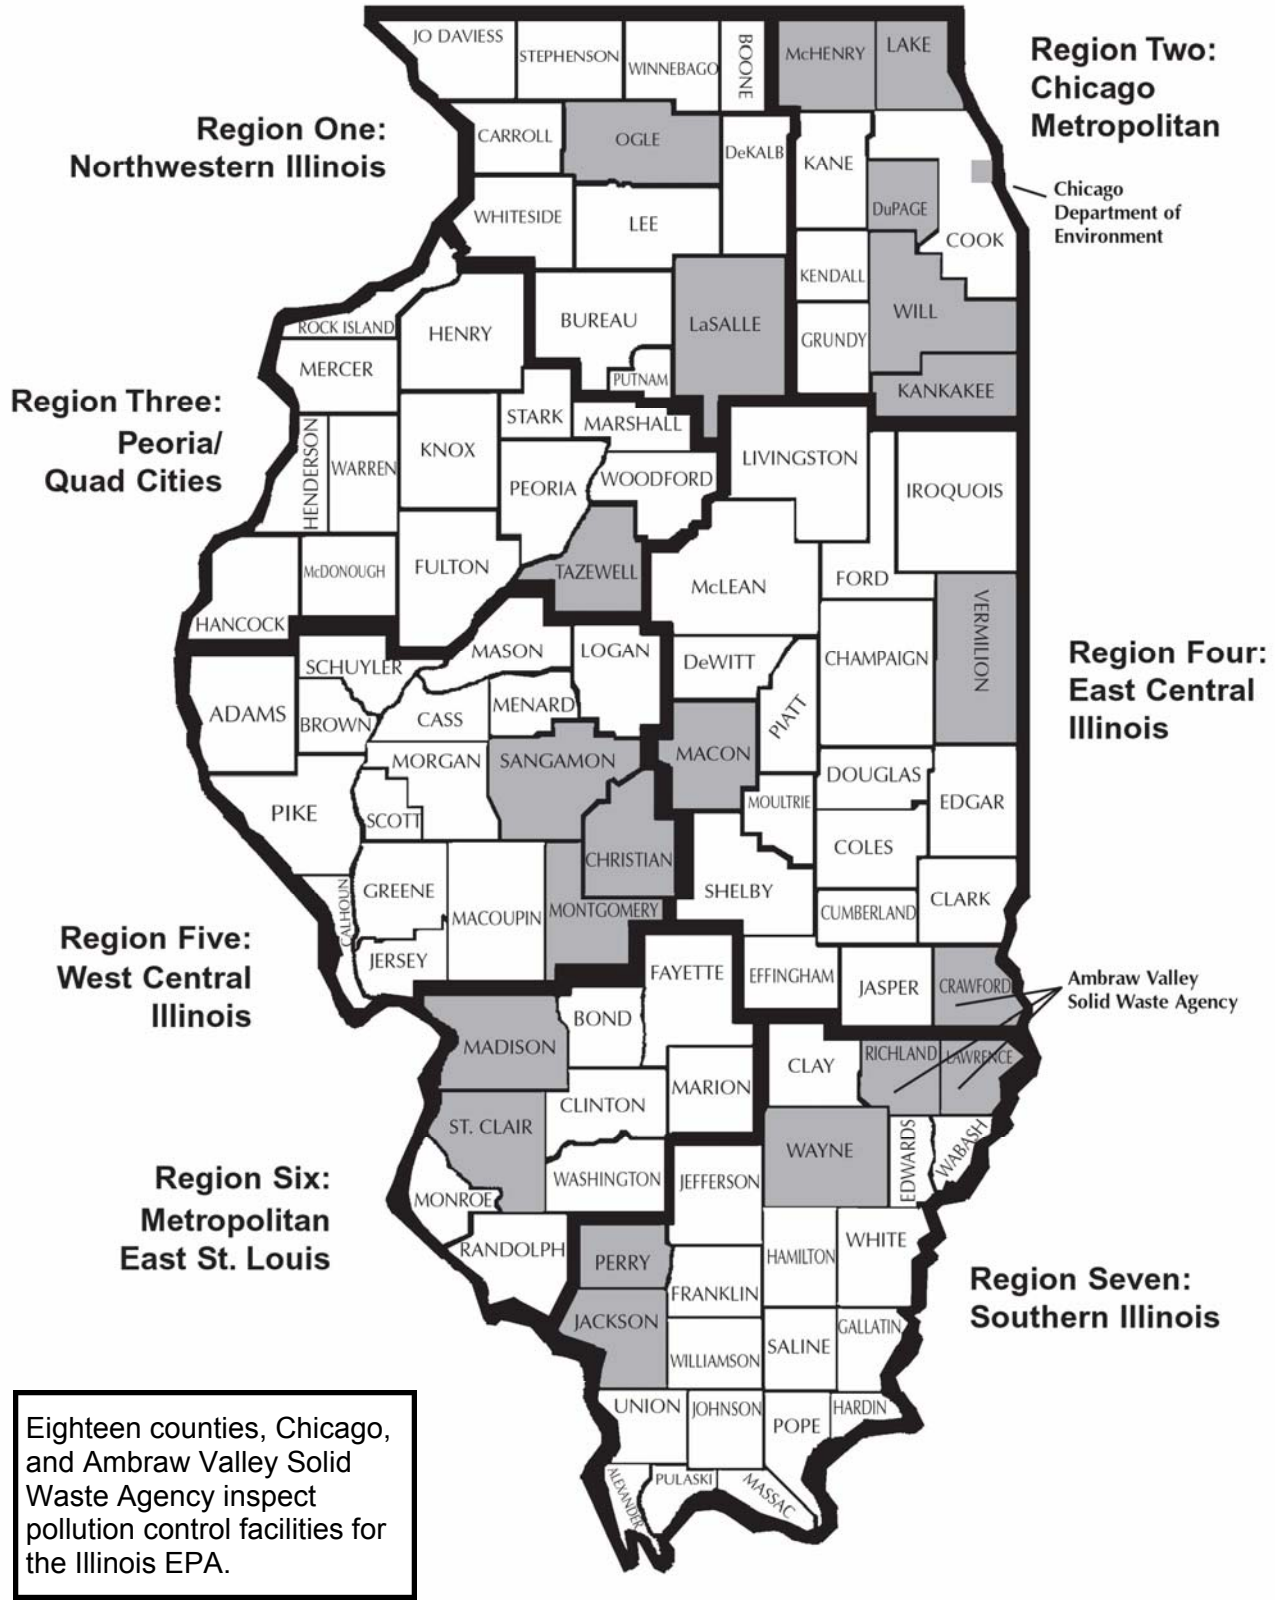 JO DAVIESS
STEPHENSON
WINNEBAGO
BOONE
McHENRY
LAKE
Region Two:
Chicago
Metropolitan
Region One:
Northwestern Illinois
CARROLL
OGLE
DeKALB
KANE
DuPAGE
COOK
Chicago
Department of
Environment
WHITESIDE
LEE
KENDALL
WILL
ROCK ISLAND
HENRY
BUREAU
LaSALLE
GRUNDY
MERCER
PUTNAM
KANKAKEE
Region Three:
Peoria/
Quad Cities
HENDERSON
WARREN
KNOX
STARK
MARSHALL
PEORIA
WOODFORD
LIVINGSTON
IROQUOIS
HANCOCK
McDONOUGH
FULTON
TAZEWELL
McLEAN
FORD
VERMILION
Region Four:
East Central
Illinois
SCHUYLER
MASON
LOGAN
DeWITT
CHAMPAIGN
PIATT
ADAMS
BROWN
CASS
MENARD
MACON
MORGAN
SANGAMON
DOUGLAS
EDGAR
PIKE
SCOTT
MOULTRIE
COLES
CHRISTIAN
CALHOUN
GREENE
MACOUPIN
MONTGOMERY
SHELBY
CUMBERLAND
CLARK
JERSEY
Region Five:
West Central
Illinois
FAYETTE
EFFINGHAM
JASPER
CRAWFORD
Ambraw Valley
Solid Waste Agency
MADISON
BOND
CLAY
RICHLAND
LAWRENCE
MARION
CLINTON
ST. CLAIR
WAYNE
EDWARDS
WABASH
WASHINGTON
JEFFERSON
MONROE
Region Six:
Metropolitan
East St. Louis
RANDOLPH
PERRY
HAMILTON
WHITE
FRANKLIN
JACKSON
Region Seven:
Southern Illinois
WILLIAMSON
SALINE
GALLATIN
UNION
JOHNSON
POPE
HARDIN
ALEXANDER
PULASKI
MASSAC
Eighteen counties, Chicago,
and Ambraw Valley Solid
Waste Agency inspect
pollution control facilities for
the Illinois EPA.